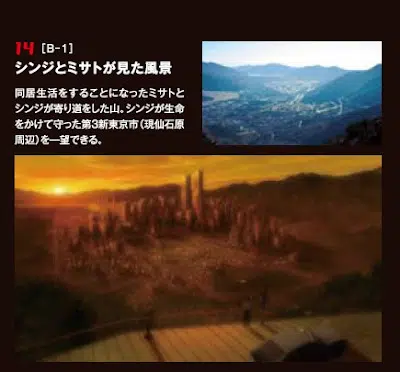 14 [B-1]
シンジとミサトが見た風景
同居生活をすることになったミサトと
シンジが寄り道をした山。シンジが生命
をかけて守った第3新東京市(現仙石原
周辺)を一望できる。